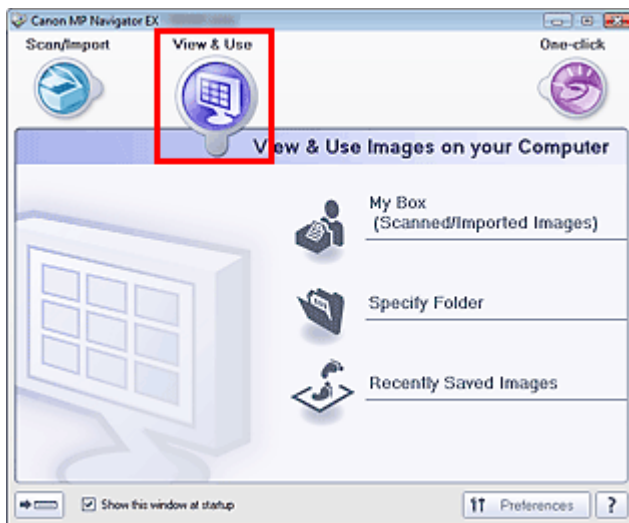 Canon MP Navigator EX
Scan/Import
View & Use
One-click
View & Use Images on your Computer
My Box
(Scanned/Imported Images)
Specify Folder
Recently Saved Images
Show this window at startup
Preferences
?